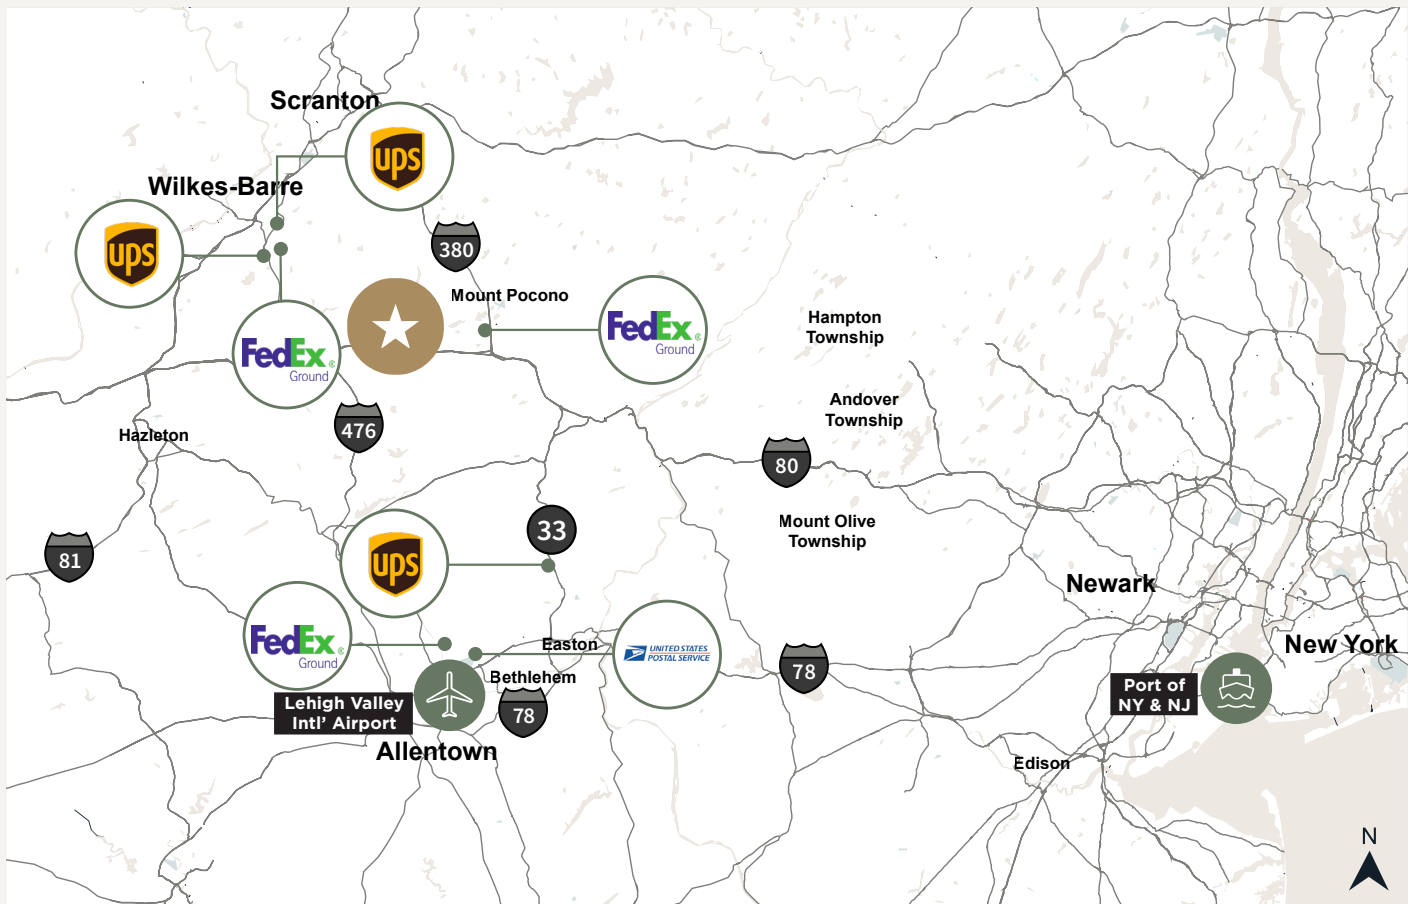 Scranton
ups
Wilkes-Barre
ups
380
Mount Pocono
FedEx
Ground
FedEx
Ground
Hampton
Township
Andover
Township
476
Hazleton
80
33
Mount Olive
Township
81
ups
Newark
FedEx
Ground
Easton
UNITED STATES
POSTAL SERVICE
New York
78
Bethlehem
Port of
NY & NJ
Lehigh Valley
Intl’ Airport
78
Allentown
Edison
N